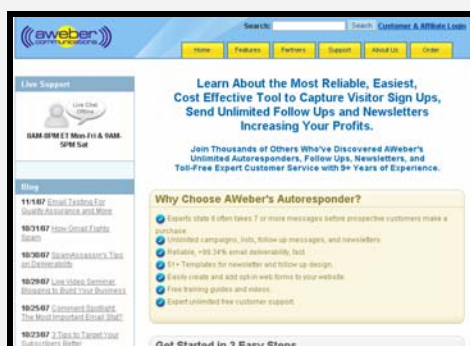 aweber
communications
Search:
Search
Customer & Affiliate Login
Home
Features
Partners
Support
About Us
Order
Live Support
Live Chat
Offline
8AM-8PM ET Mon-Fri & 9AM-
5PM Sat
Blog
11/1/07 Email Testing For
Quality Assurance and More
10/31/07 How Gmail Fights
Spam
10/30/07 SpamAssassin's Tips
on Deliverability
10/29/07 Live Video Seminar:
Blogging to Build Your Business
10/25/07 Comment Spotlight:
The Most Important Email Stat?
10/23/07 3 Tips to Target Your
Subscribers Better
Learn About the Most Reliable, Easiest,
Cost Effective Tool to Capture Visitor Sign Ups,
Send Unlimited Follow Ups and Newsletters
Increasing Your Profits.
Join Thousands of Others Who've Discovered AWeber's
Unlimited Autoresponders, Follow Ups, Newsletters, and
Toll-Free Expert Customer Service with 9+ Years of Experience.
Why Choose AWeber's Autoresponder?
Experts state it often takes 7 or more messages before prospective customers make a
purchase.
Unlimited campaigns, lists, follow up messages, and newsletters.
Reliable, +99.34% email deliverability, fast.
51+ Templates for newsletter and follow up design.
Easily create and add opt-in web forms to your website.
Free training guides and videos.
Expert unlimited free customer support.
Get Started in 3 Easy Steps